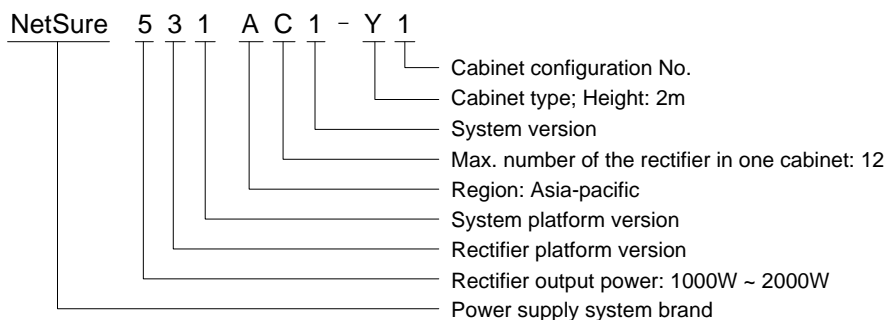 NetSure 5 3 1 A C 1 - Y 1
Cabinet configuration No.
Cabinet type; Height: 2m
System version
Max. number of the rectifier in one cabinet: 12
Region: Asia-pacific
System platform version
Rectifier platform version
Rectifier output power: 1000W ~ 2000W
Power supply system brand